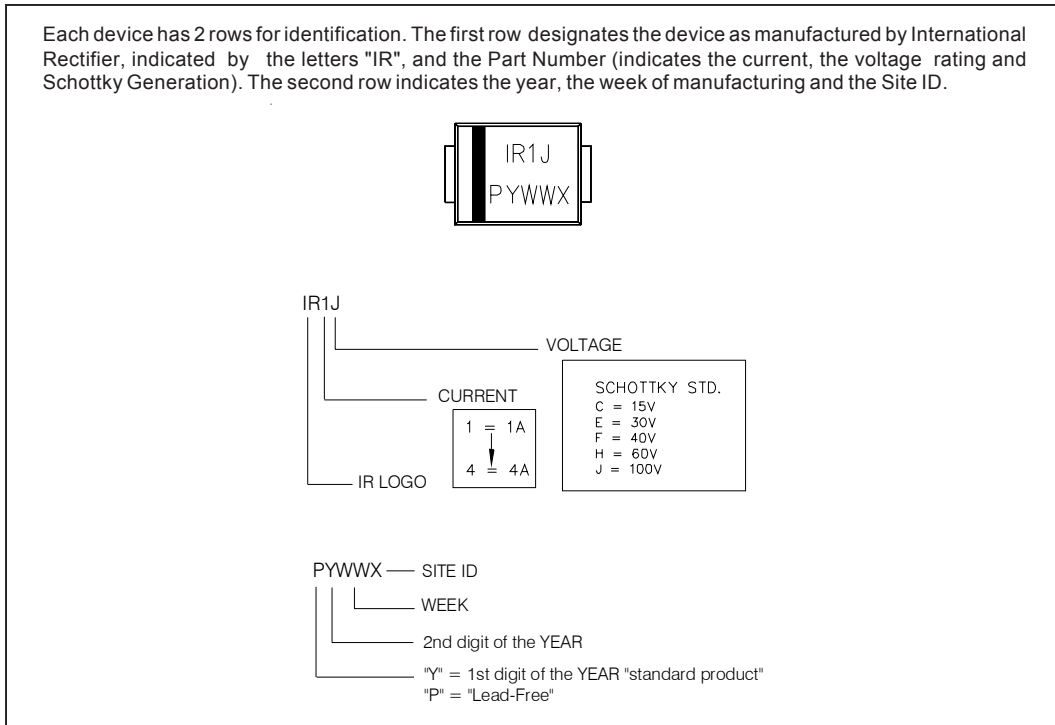 Each device has 2 rows for identification. The first row designates the device as manufactured by International
Rectifier, indicated by the letters "IR", and the Part Number (indicates the current, the voltage rating and
Schottky Generation). The second row indicates the year, the week of manufacturing and the Site ID.
IR1J
PYWWX
IR1J
VOLTAGE
SCHOTTKY STD.
C = 15V
E = 30V
F = 40V
H = 60V
J = 100V
CURRENT
1 = 1A
4 = 4A
IR LOGO
PYWWX
SITE ID
WEEK
2nd digit of the YEAR
"Y" = 1st digit of the YEAR "standard product"
"P" = "Lead-Free"